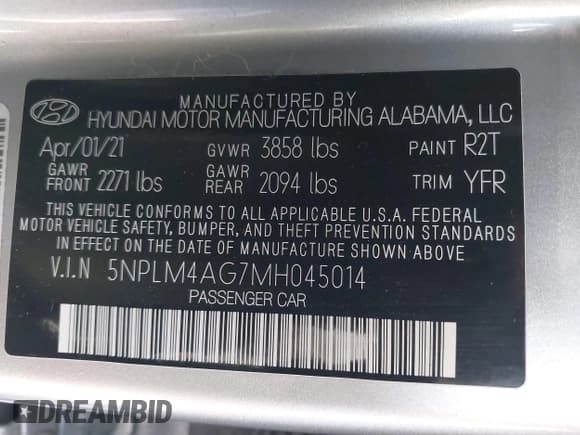 MANUFACTURED BY
HYUNDAI MOTOR MANUFACTURING ALABAMA, LLC
Apr/01/21 GVWR 3858 lbs PAINT R2T
GAWR FRONT 2271 lbs GAWR REAR 2094 lbs TRIM YFR
THIS VEHICLE CONFORMS TO ALL APPLICABLE U.S.A. FEDERAL
MOTOR VEHICLE SAFETY, BUMPER, AND THEFT PREVENTION STANDARDS
IN EFFECT ON THE DATE OF MANUFACTURE SHOWN ABOVE.
V.I.N 5NPLM4AG7MH045014
PASSENGER CAR
DREAMBID